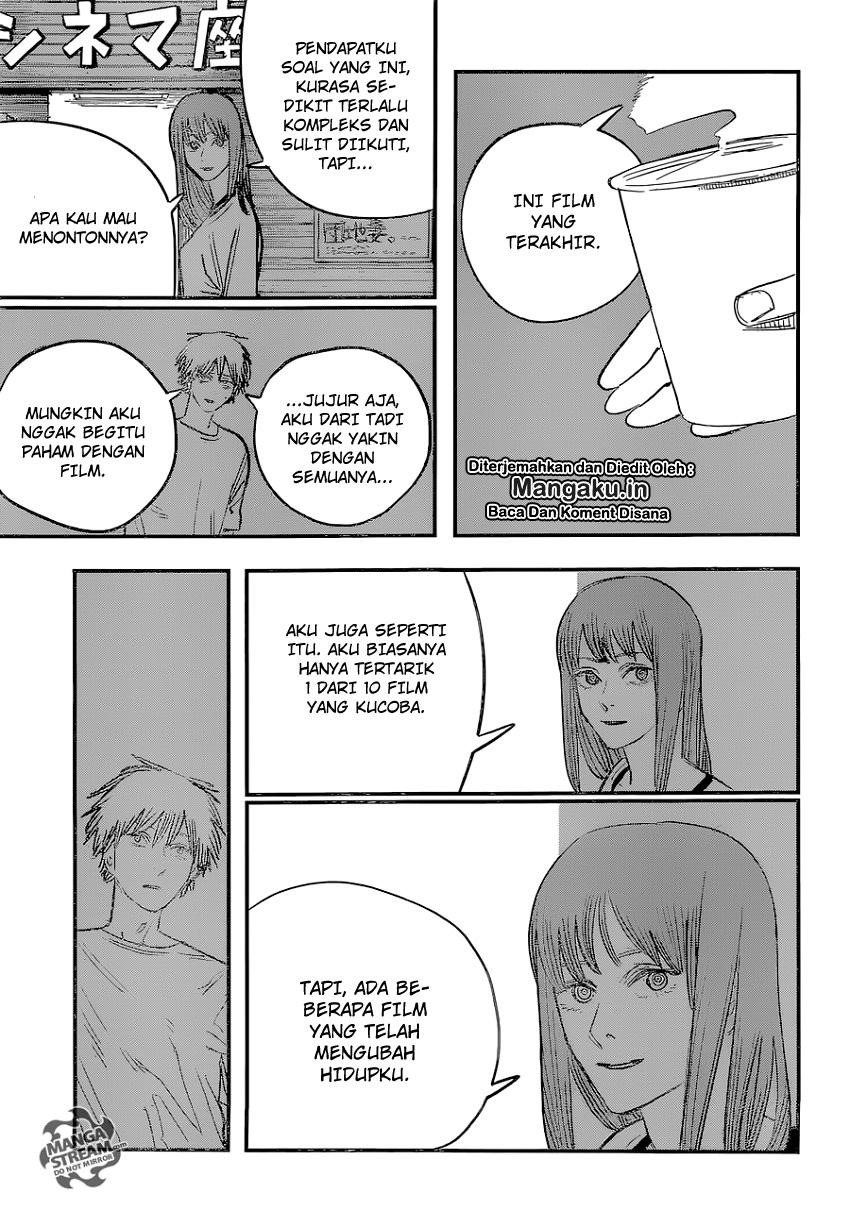 INI FILM
YANG
TERAKHIR.
Diterjemahkan dan Diedit Oleh :
Mangaku.in
Baca Dan Koment Disana
シネマ座
PENDAPATKU
SOAL YANG INI,
KURASA SE-
DIKIT TERLALU
KOMPLEKS DAN
SULIT DIIKUTI,
TAPI...
APA KAU MAU
MENONTONNYA?
...JUJUR AJA,
AKU DARI TADI
NGGAK YAKIN
DENGAN
SEMUANYA...
MUNGKIN AKU
NGGAK BEGITU
PAHAM DENGAN
FILM.
AKU JUGA SEPERTI
ITU. AKU BIASANYA
HANYA TERTARIK
1 DARI 10 FILM
YANG KUCOBA.
TAPI, ADA BE-
BERAPA FILM
YANG TELAH
MENGUBAH
HIDUPKU.
MANGA
STREAM.com
DO NOT MIRROR